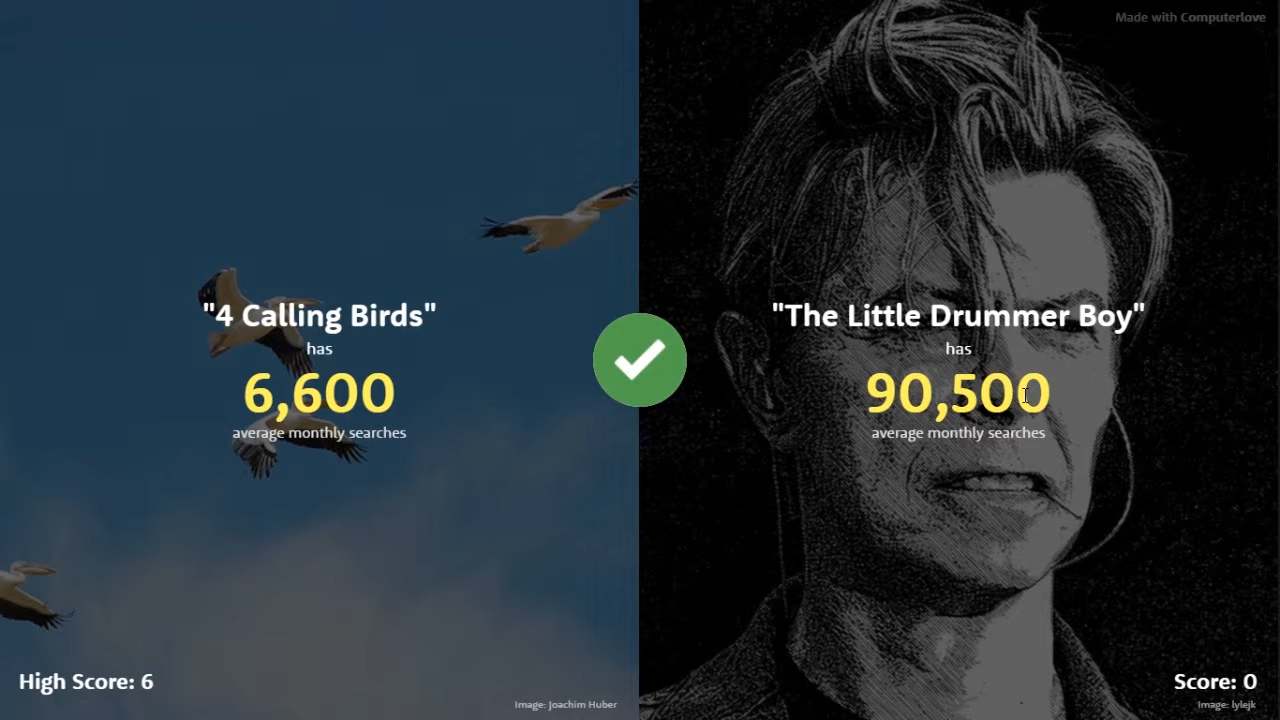 Made with Computerlove
"4 Calling Birds"
has
6,600
average monthly searches
"The Little Drummer Boy"
has
90,500
average monthly searches
High Score: 6
Image: Joachim Huber
Score: 0
Image: lylejk